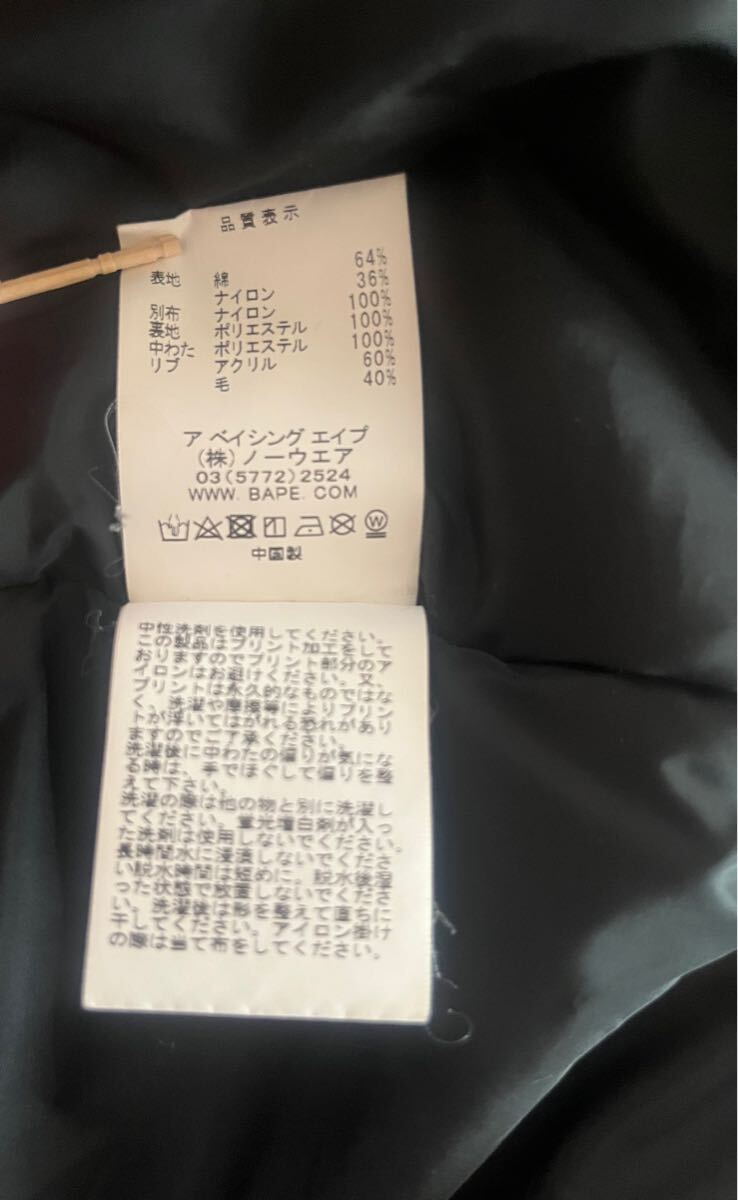 品質表示
表地 綿 64%
ナイロン 36%
別布 ナイロン 100%
裏地 ポリエステル 100%
中わた ポリエステル 100%
リブ アクリル 60%
毛 40%
ア ベイシング エイプ
(株) ノーウエア
03(5772)2524
WWW. BAPE. COM
中国製
中性洗剤を使用してください。
この製品はプリント加工をして
おりますのでプリント部分のア
イロンはお避けください。又、
プリントは永久的なものではな
く、洗濯や摩擦等によりプリン
トが浮いてはがれる恐れがあり
ますのでご了承ください。
洗濯後に中わたの偏りが気にな
る時は、手でほぐして偏りを整
えて下さい。
洗濯の際は他の物と別に洗濯し
てください。蛍光増白剤が入っ
た洗剤は使用しないでください。
長時間水に浸漬しないでくださ
い脱水時間は短めに、脱水後湿
った状態で放置しないでくださ
い。洗濯後は形を整えて直ちに
干してください。アイロン掛け
の際は当て布をしてください。